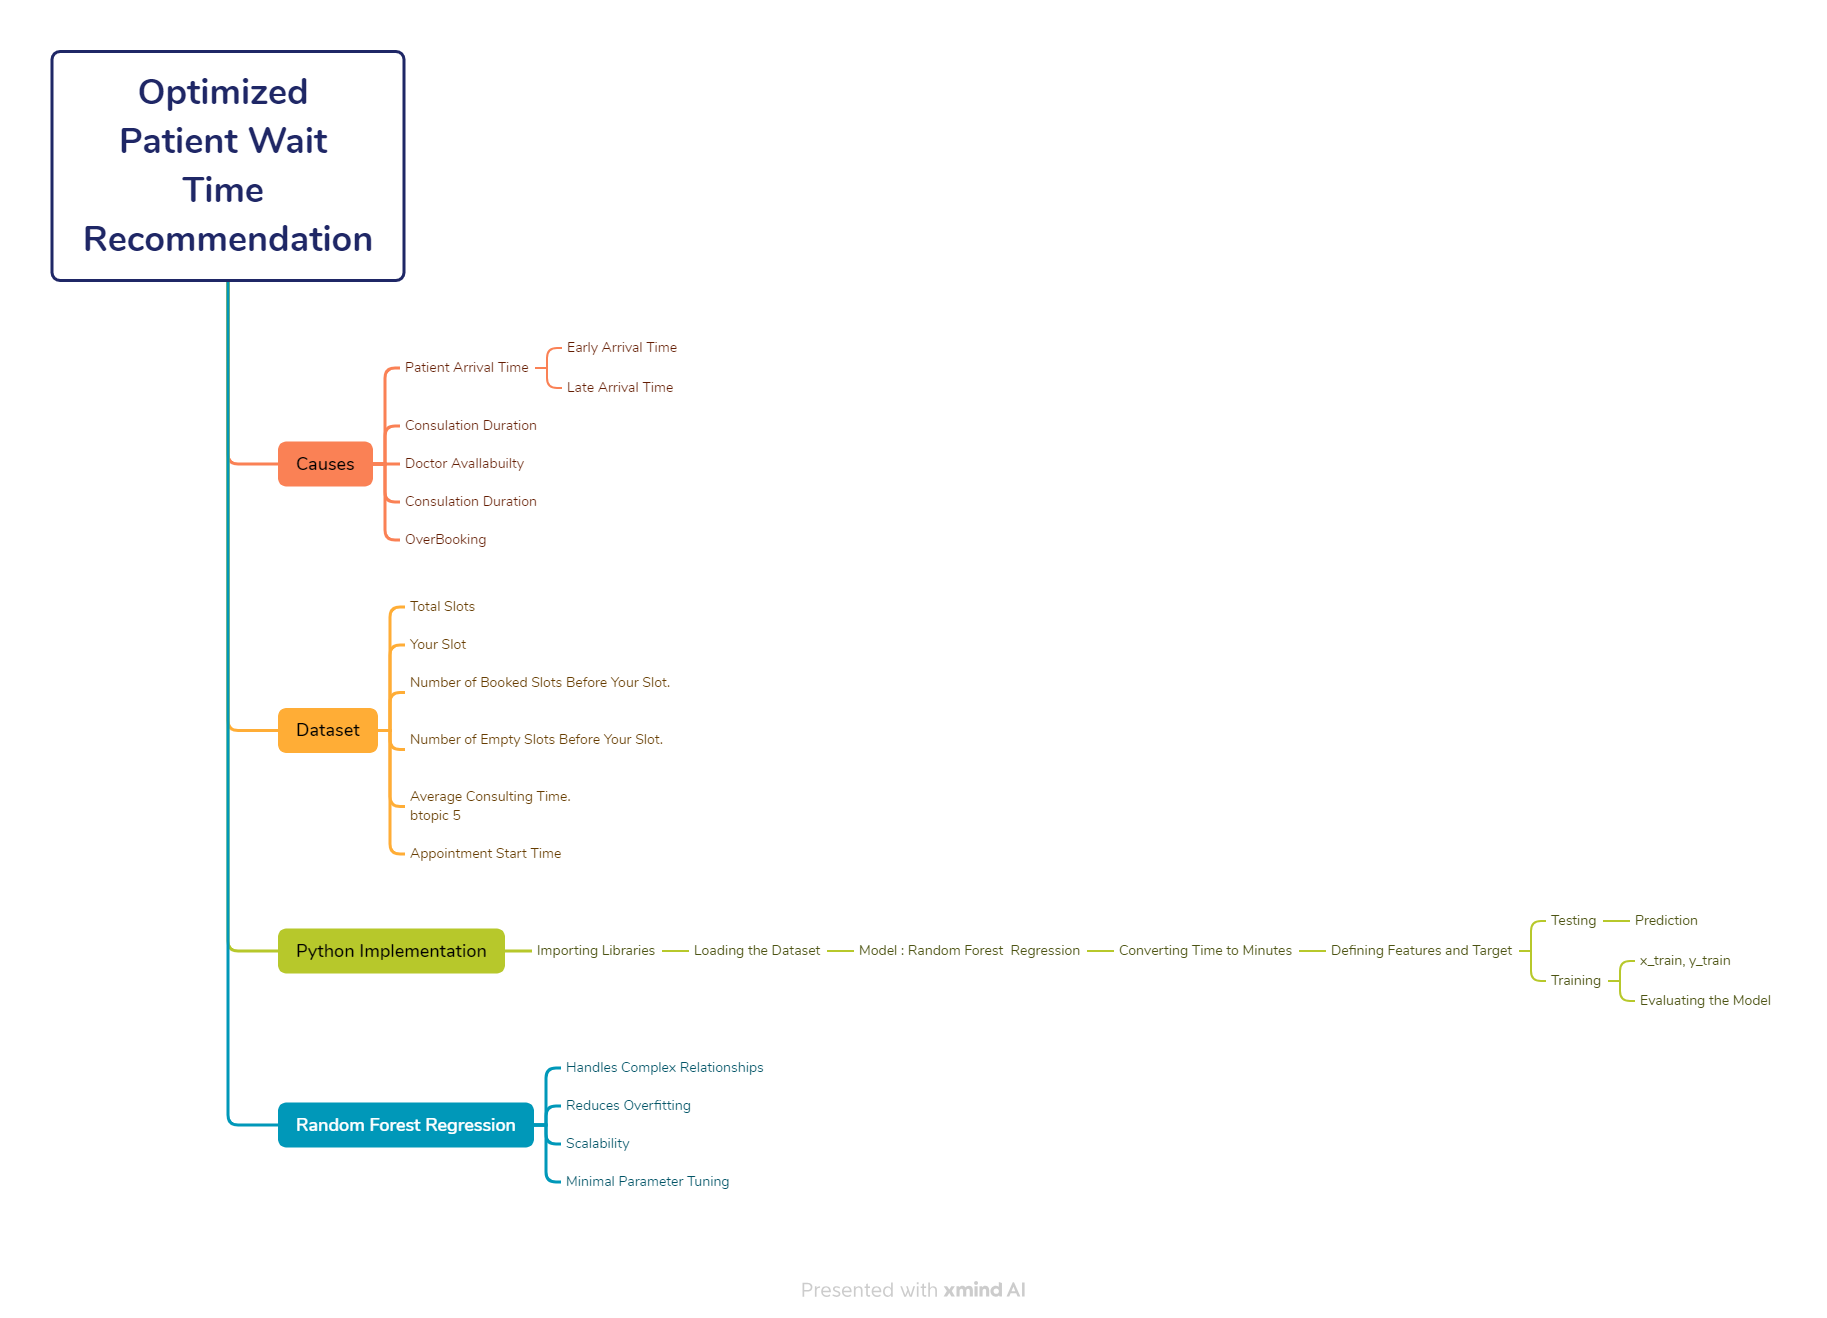 Optimized
Patient Wait
Time
Recommendation
Causes
Patient Arrival Time
Early Arrival Time
Late Arrival Time
Consulation Duration
Doctor Avallabuilty
Consulation Duration
OverBooking
Dataset
Total Slots
Your Slot
Number of Booked Slots Before Your Slot.
Number of Empty Slots Before Your Slot.
Average Consulting Time.
btopic 5
Appointment Start Time
Python Implementation
Importing Libraries
Loading the Dataset
Model : Random Forest  Regression
Converting Time to Minutes
Defining Features and Target
Testing
Prediction
Training
x_train, y_train
Evaluating the Model
Random Forest Regression
Handles Complex Relationships
Reduces Overfitting
Scalability
Minimal Parameter Tuning
Presented with xmind AI